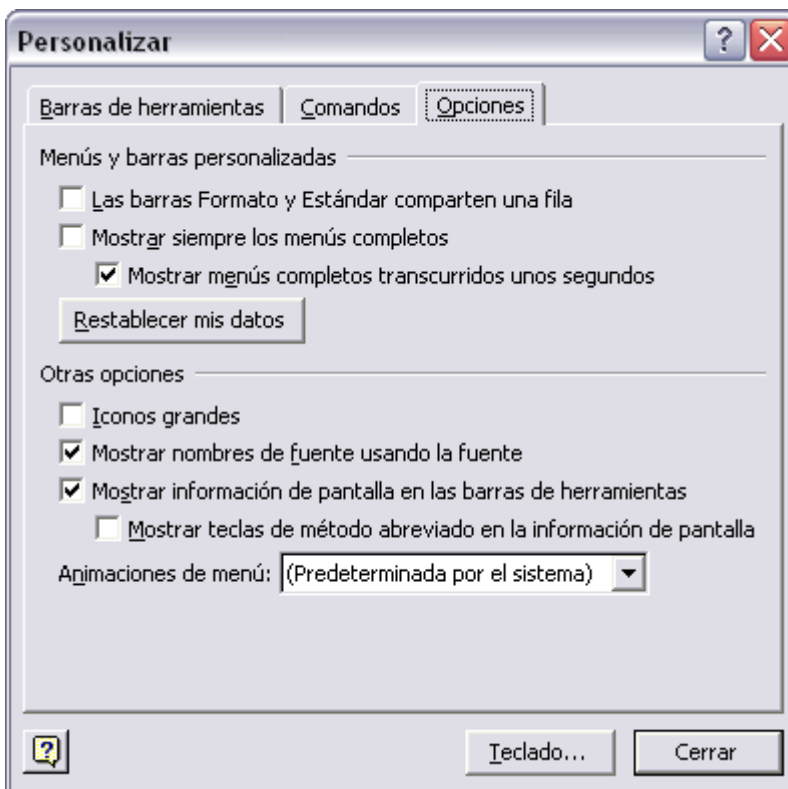 Personalizar
Barras de herramientas Comandos Opciones
Menús y barras personalizadas
Las barras Formato y Estándar comparten una fila
Mostrar siempre los menús completos
Mostrar menús completos transcurridos unos segundos
Restablecer mis datos
Otras opciones
Iconos grandes
Mostrar nombres de fuente usando la fuente
Mostrar información de pantalla en las barras de herramientas
Mostrar teclas de método abreviado en la información de pantalla
Animaciones de menú: (Predeterminada por el sistema)
Teclado... Cerrar